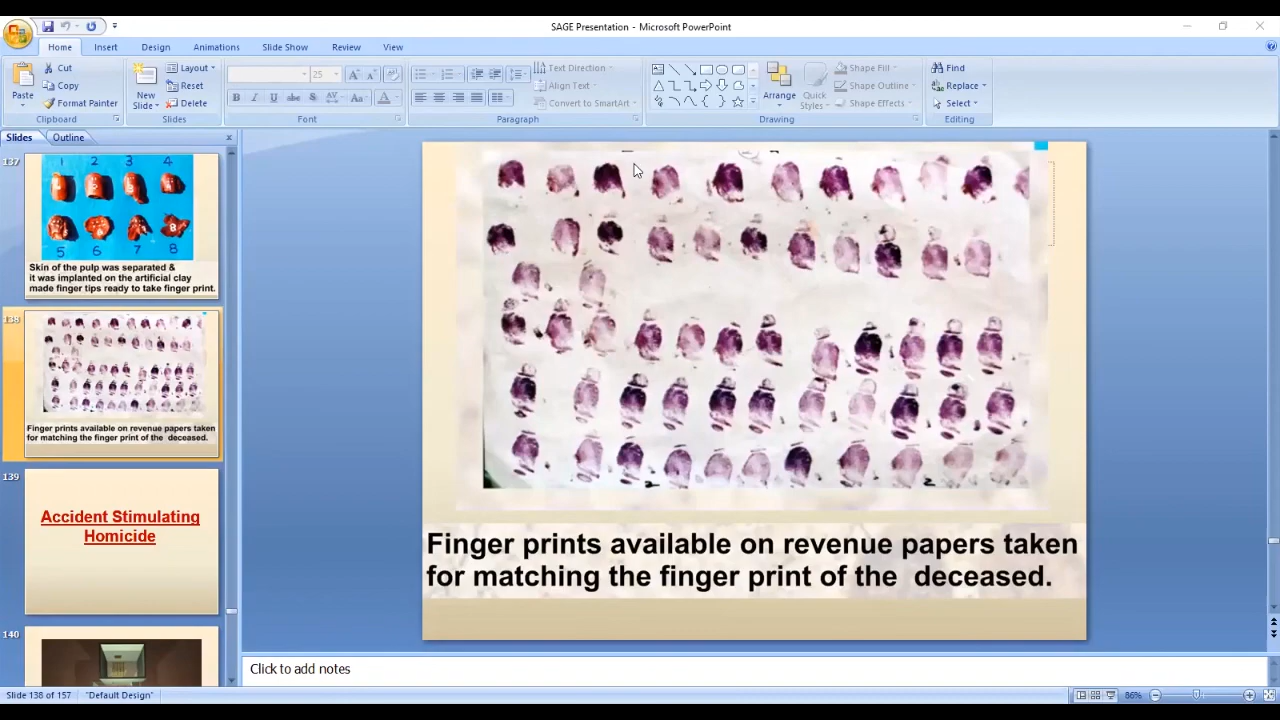 SAGE Presentation - Microsoft PowerPoint
Home Insert Design Animations Slide Show Review View
Paste
Cut
Copy
Format Painter
Clipboard
New Slide
Layout
Reset
Delete
Slides
25
B I U abc S AV Aa A
Font
Paragraph
Text Direction
Align Text
Convert to SmartArt
Arrange
Quick Styles
Shape Fill
Shape Outline
Shape Effects
Drawing
Find
Replace
Select
Editing
Slides Outline
137
1 2 3 4
8
5 6 7 8
Skin of the pulp was separated &
it was implanted on the artificial clay
made finger tips ready to take finger print.
138
Finger prints available on revenue papers taken
for matching the finger print of the deceased.
139
Accident Stimulating
Homicide
140
Finger prints available on revenue papers taken
for matching the finger print of the  deceased.
Click to add notes
Slide 138 of 157 "Default Design" 86%